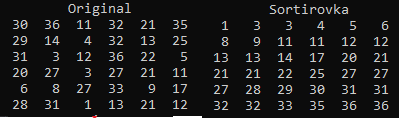 Original Sortirovka
30 36 11 32 21 35 1 3 3 4 5 6
29 14 4 32 13 25 8 9 11 11 12 12
31 3 12 36 22 5 13 13 14 17 20 21
20 27 3 27 21 11 21 21 22 25 27 27
6 8 27 33 9 17 27 28 29 30 31 31
28 31 1 13 21 12 32 32 33 35 36 36